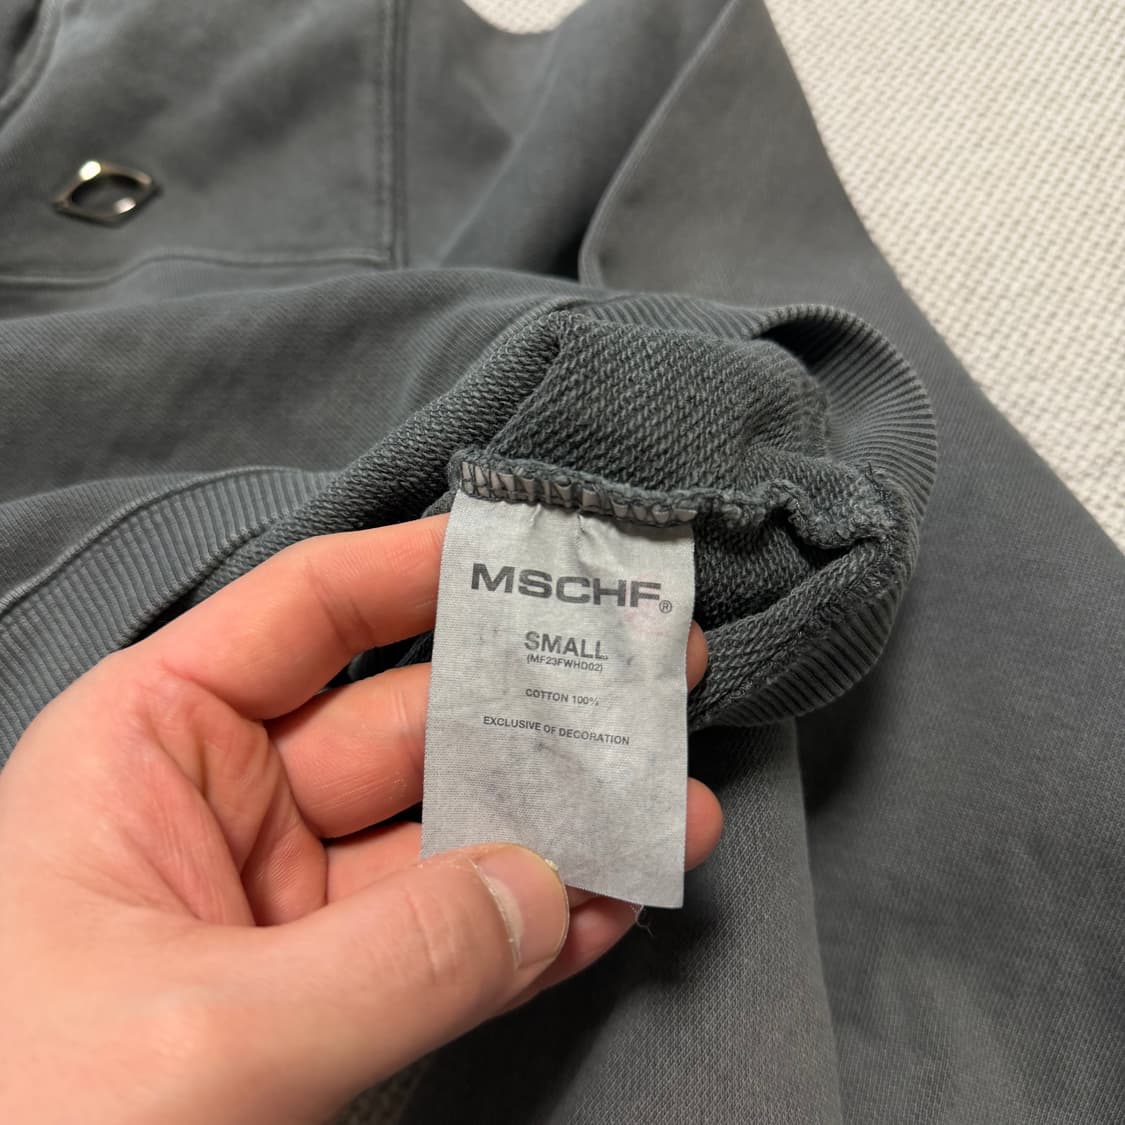 MSCHF®
SMALL
(MF23FWHD02)
COTTON 100%
EXCLUSIVE OF DECORATION